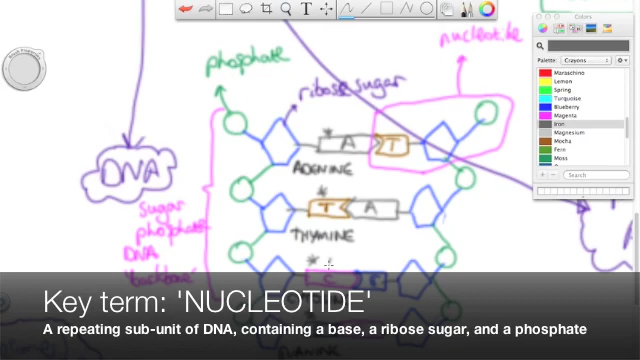 Colors
Palette: Crayons
Maraschino
Lemon
Spring
Turquoise
Blueberry
Magenta
Iron
Magnesium
Mocha
Fern
Moss
Search
nucleotide
phosphate
ribose sugar
A T
ADENINE
DNA
T A
THYMINE
sugar
phosphate
DNA
'backbone'
Key term: 'NUCLEOTIDE'
A repeating sub-unit of DNA, containing a base, a ribose sugar, and a phosphate